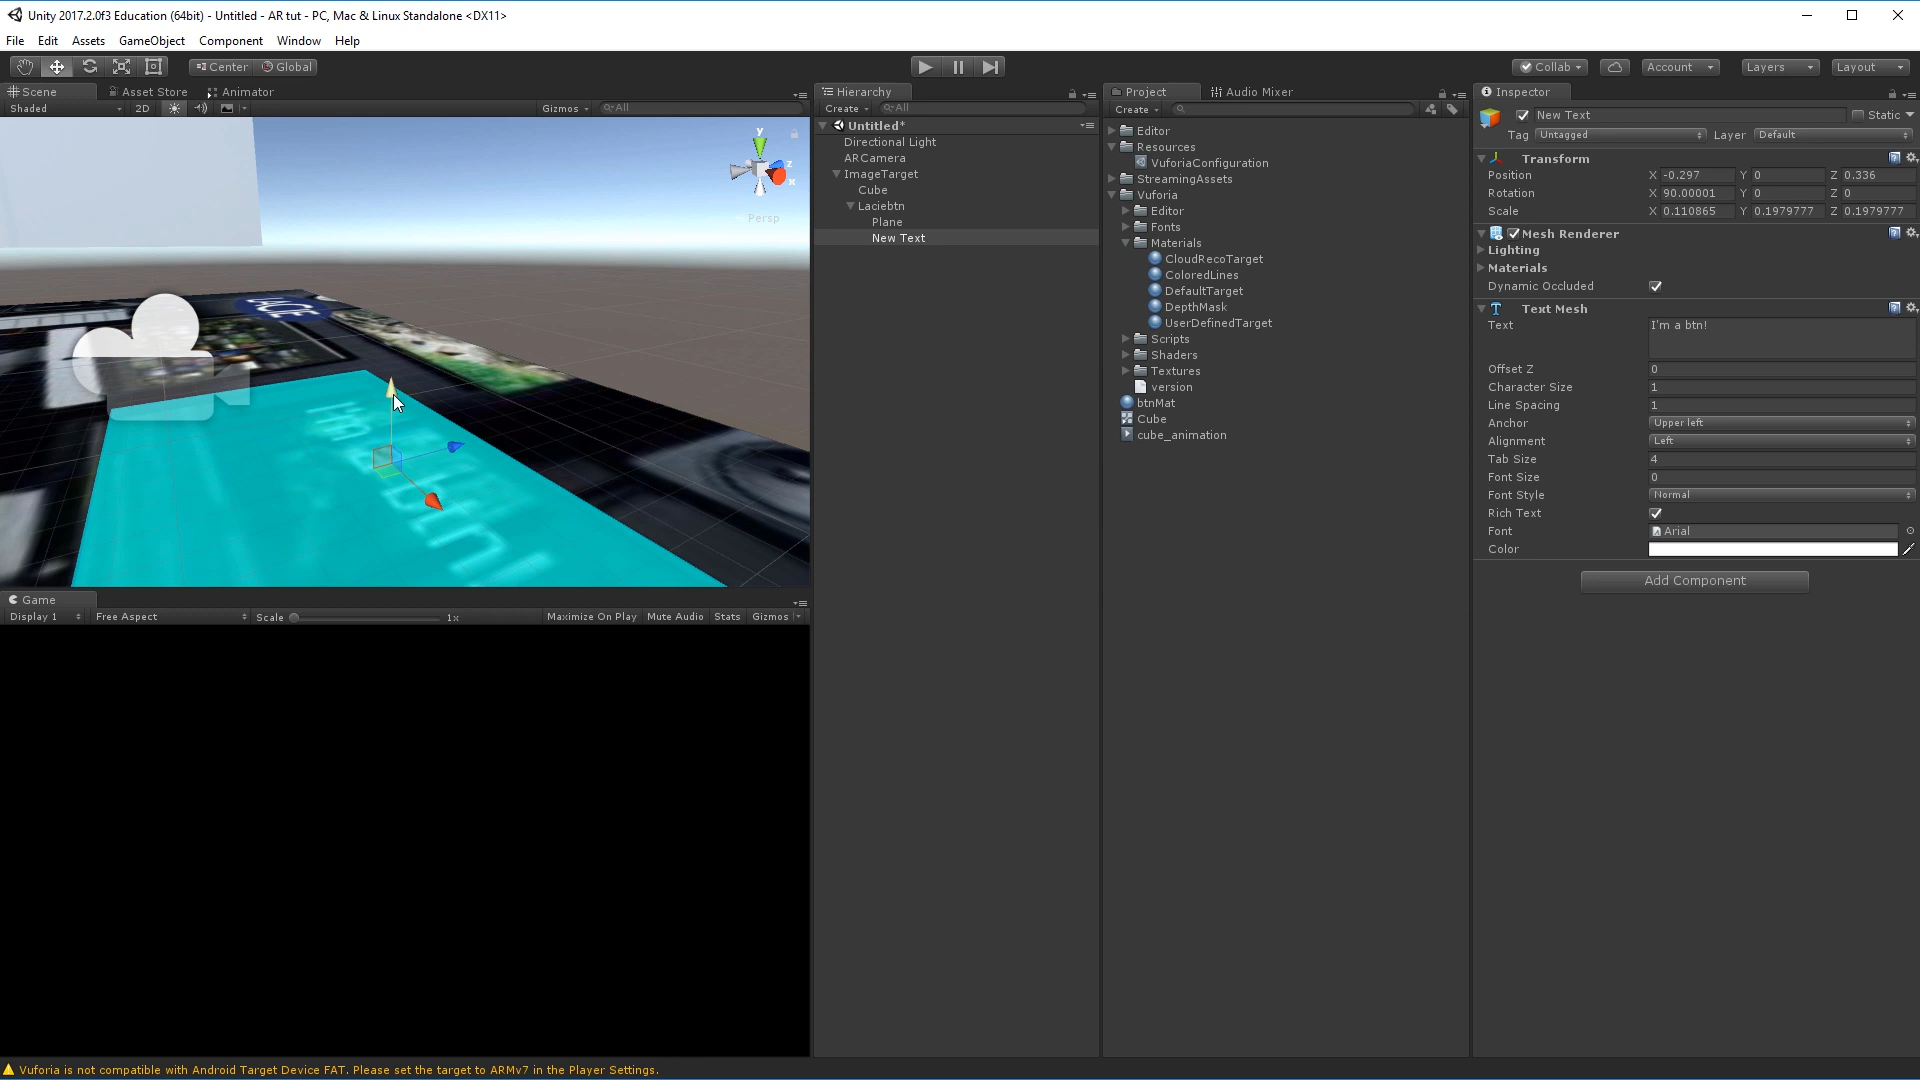 Unity 2017.2.0f3 Education (64bit) - Untitled - AR tut - PC, Mac & Linux Standalone <DX11>
File Edit Assets GameObject Component Window Help
Center Global
Collab Account Layers Layout
Scene Asset Store Animator
Shaded 2D Gizmos All
y z x
Persp
LACIE
I'm a btn!
Game
Display 1 Free Aspect Scale 1x Maximize On Play Mute Audio Stats Gizmos
Hierarchy
Create All
Untitled*
Directional Light
ARCamera
ImageTarget
Cube
Laciebtn
Plane
New Text
Project Audio Mixer
Create
Editor
Resources
VuforiaConfiguration
StreamingAssets
Vuforia
Editor
Fonts
Materials
CloudRecoTarget
ColoredLines
DefaultTarget
DepthMask
UserDefinedTarget
Scripts
Shaders
Textures
version
btnMat
Cube
cube_animation
Inspector
New Text Static
Tag Untagged Layer Default
Transform
Position X -0.297 Y 0 Z 0.336
Rotation X 90.00001 Y 0 Z 0
Scale X 0.110865 Y 0.1979777 Z 0.1979777
Mesh Renderer
Lighting
Materials
Dynamic Occluded
Text Mesh
Text I'm a btn!
Offset Z 0
Character Size 1
Line Spacing 1
Anchor Upper left
Alignment Left
Tab Size 4
Font Size 0
Font Style Normal
Rich Text
Font Arial
Color
Add Component
Vuforia is not compatible with Android Target Device FAT. Please set the target to ARMv7 in the Player Settings.